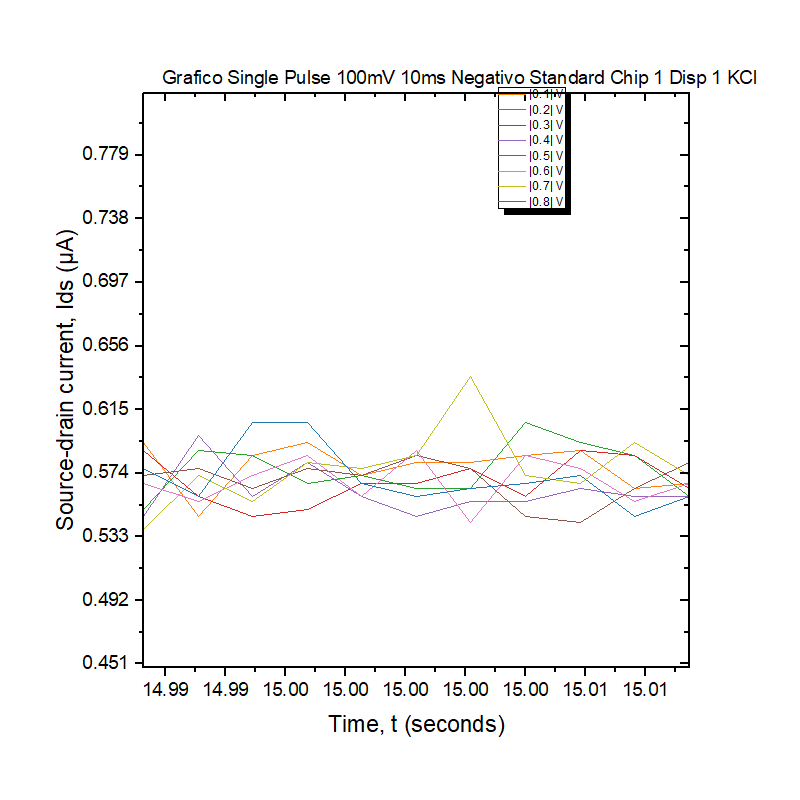 Grafico Single Pulse 100mV 10ms Negativo Standard Chip 1 Disp 1 KCl
|0.1| V
|0.2| V
|0.3| V
|0.4| V
|0.5| V
|0.6| V
|0.7| V
|0.8| V
0.779
0.738
0.697
0.656
0.615
0.574
0.533
0.492
0.451
Source-drain current, Ids (µA)
14.99 14.99 15.00 15.00 15.00 15.00 15.00 15.01 15.01
Time, t (seconds)